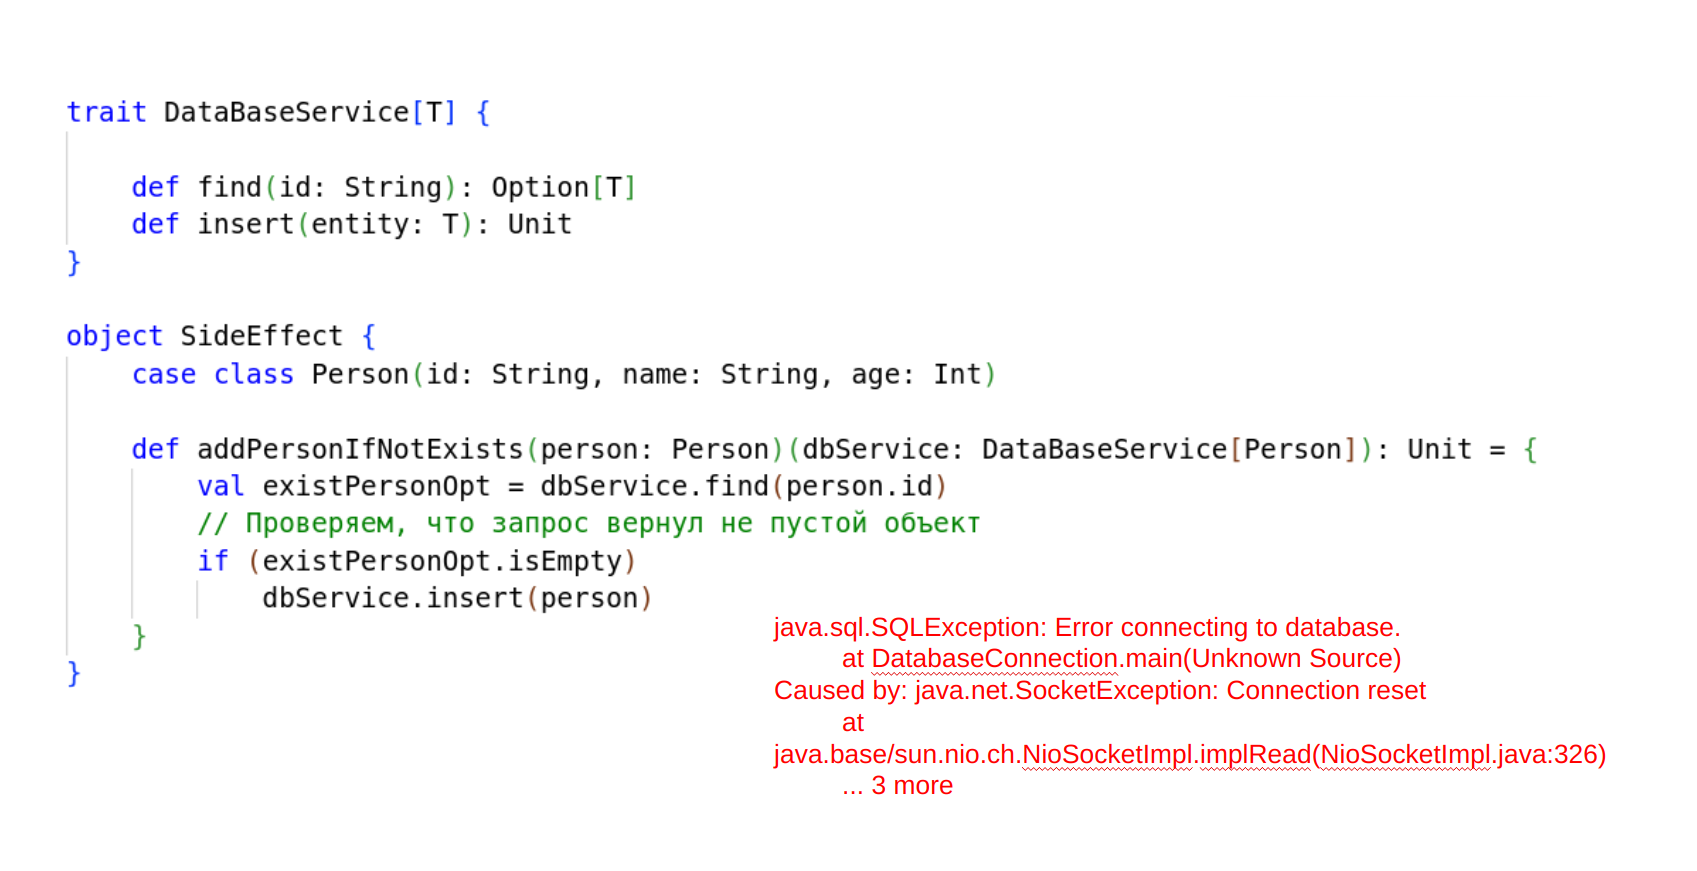 trait DataBaseService[T] {
def find(id: String): Option[T]
def insert(entity: T): Unit
}
object SideEffect {
case class Person(id: String, name: String, age: Int)
def addPersonIfNotExists(person: Person)(dbService: DataBaseService[Person]): Unit = {
val existPersonOpt = dbService.find(person.id)
// Проверяем, что запрос вернул не пустой объект
if (existPersonOpt.isEmpty)
dbService.insert(person)
}
}
java.sql.SQLException: Error connecting to database.
at DatabaseConnection.main(Unknown Source)
Caused by: java.net.SocketException: Connection reset
at
java.base/sun.nio.ch.NioSocketImpl.implRead(NioSocketImpl.java:326)
... 3 more